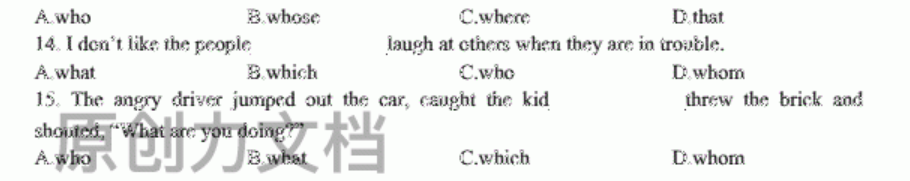 A.who B.whose C.where D.that
14. I don't like the people laugh at others when they are in trouble.
A.what B.which C.who D.whom
15. The angry driver jumped out the car, caught the kid threw the brick and
shouted, "What are you doing?"
A.who B.what C.which D.whom
原创力文档